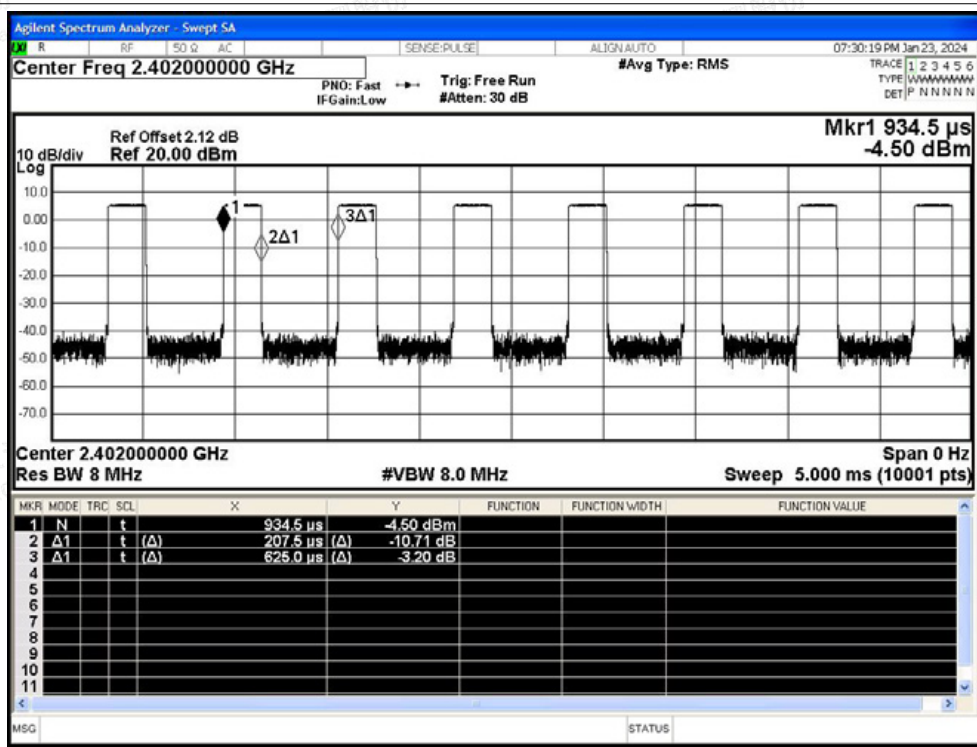 Agilent Spectrum Analyzer - Swept SA
R RF 50 Ω AC SENSE:PULSE ALIGNAUTO 07:30:19 PM Jan 23, 2024
Center Freq 2.402000000 GHz #Avg Type: RMS TRACE 1 2 3 4 5 6
PNO: Fast Trig: Free Run TYPE WWWWWW
IFGain:Low #Atten: 30 dB DET P N N N N N
Mkr1 934.5 µs
Ref Offset 2.12 dB
10 dB/div Ref 20.00 dBm -4.50 dBm
Log
10.0
1
3Δ1
0.00
2Δ1
-10.0
-20.0
-30.0
-40.0
-50.0
-60.0
-70.0
Center 2.402000000 GHz Span 0 Hz
Res BW 8 MHz #VBW 8.0 MHz Sweep 5.000 ms (10001 pts)
MKR MODE TRC SCL X Y FUNCTION FUNCTION WIDTH FUNCTION VALUE
1 N t 934.5 µs -4.50 dBm
2 Δ1 t (Δ) 207.5 µs (Δ) -10.71 dB
3 Δ1 t (Δ) 625.0 µs (Δ) -3.20 dB
4
5
6
7
8
9
10
11
MSG STATUS